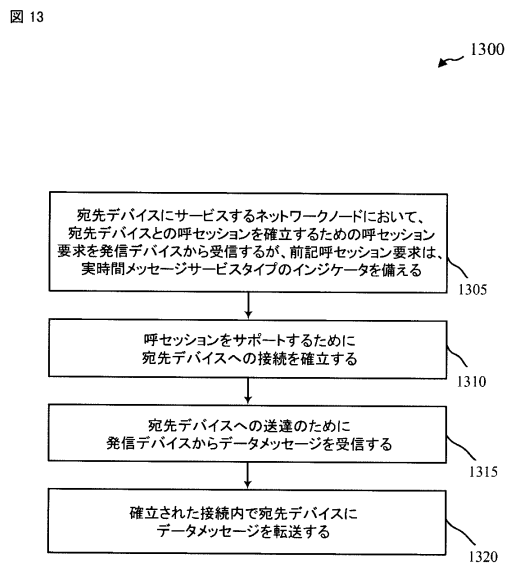 図 13
1300
宛先デバイスにサービスするネットワークノードにおいて、
宛先デバイスとの呼セッションを確立するための呼セッション
要求を発信デバイスから受信するが、前記呼セッション要求は、
実時間メッセージサービスタイプのインジケータを備える
1305
呼セッションをサポートするために
宛先デバイスへの接続を確立する
1310
宛先デバイスへの送達のために
発信デバイスからデータメッセージを受信する
1315
確立された接続内で宛先デバイスに
データメッセージを転送する
1320